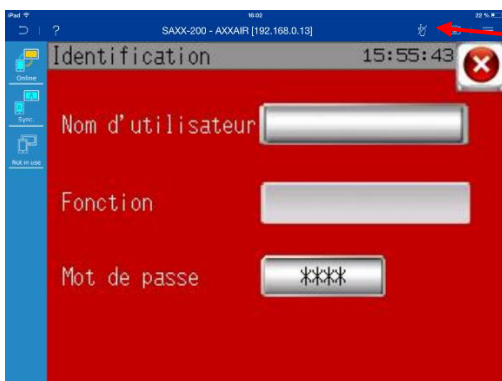 iPad 16:02 22 %
? SAXX-200 - AXXAIR [192.168.0.13]
Identification 15:55:43
Online
Sync.
Nom d'utilisateur
Not in use
Fonction
Mot de passe ****